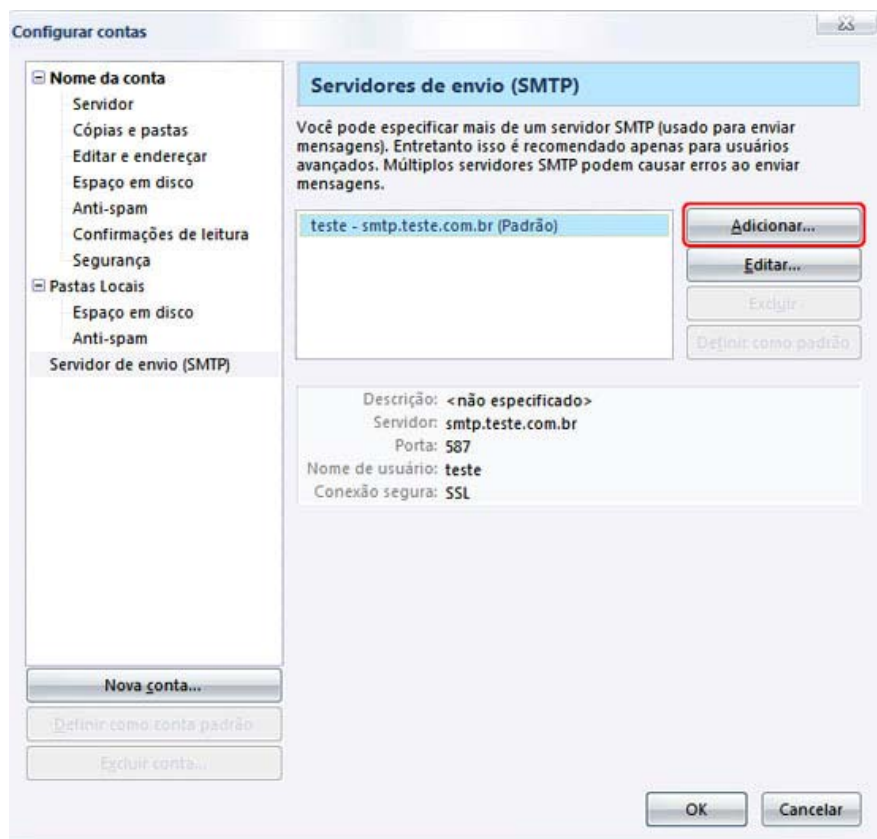 Configurar contas
Nome da conta
Servidor
Cópias e pastas
Editar e endereçar
Espaço em disco
Anti-spam
Confirmações de leitura
Segurança
Pastas Locais
Espaço em disco
Anti-spam
Servidor de envio (SMTP)
Nova conta...
Definir como conta padrão
Excluir conta...
Servidores de envio (SMTP)
Você pode especificar mais de um servidor SMTP (usado para enviar
mensagens). Entretanto isso é recomendado apenas para usuários
avançados. Múltiplos servidores SMTP podem causar erros ao enviar
mensagens.
teste - smtp.teste.com.br (Padrão)
Adicionar...
Editar...
Excluir
Definir como padrão
Descrição: <não especificado>
Servidor: smtp.teste.com.br
Porta: 587
Nome de usuário: teste
Conexão segura: SSL
OK
Cancelar